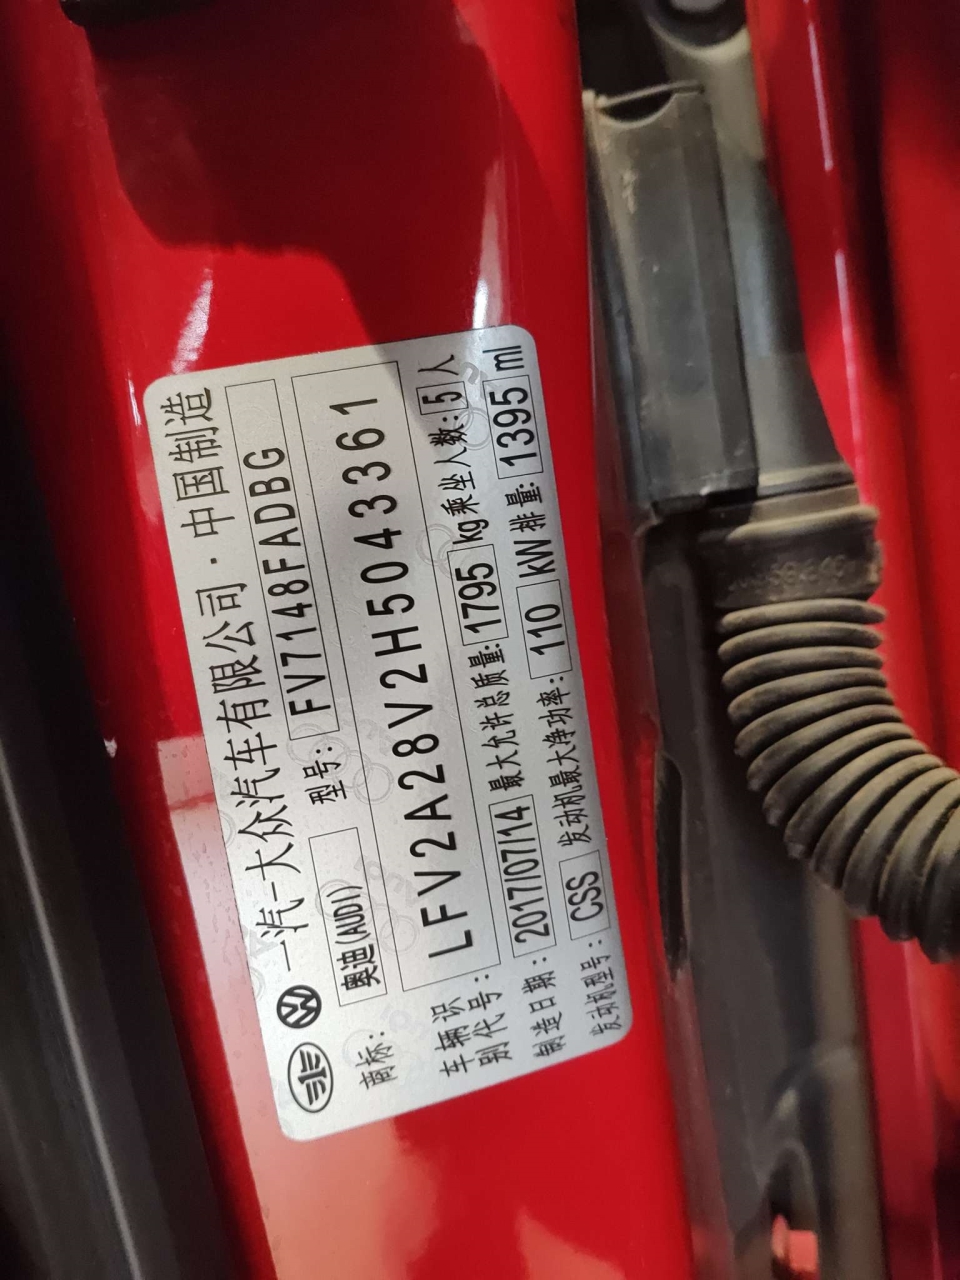 一汽-大众汽车有限公司·中国制造
商标: 奥迪(AUDI) 型号: FV7148FADBG
车辆识别代号: LFV2A28V2H5043361
制造日期: 2017/07/14 最大允许总质量: 1795 kg 乘坐人数: 5 人
发动机型号: CSS 发动机最大净功率: 110 kW 排量: 1395 ml